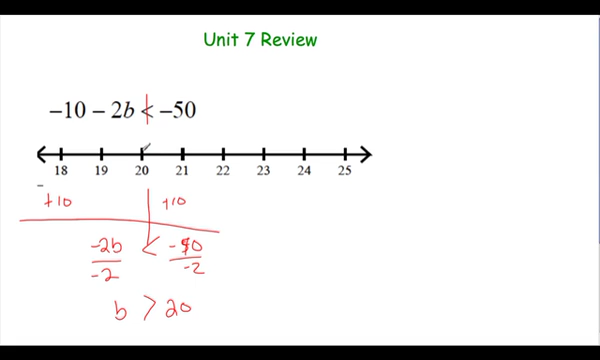 Unit 7 Review
−10 − 2b < −50
18 19 20 21 22 23 24 25
+10 +10
-2b < -40
-2 -2
b > 20